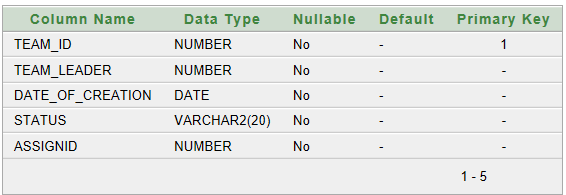 Column Name Data Type Nullable Default Primary Key
TEAM_ID NUMBER No - 1
TEAM_LEADER NUMBER No - -
DATE_OF_CREATION DATE No - -
STATUS VARCHAR2(20) No - -
ASSIGNID NUMBER No - -
1 - 5